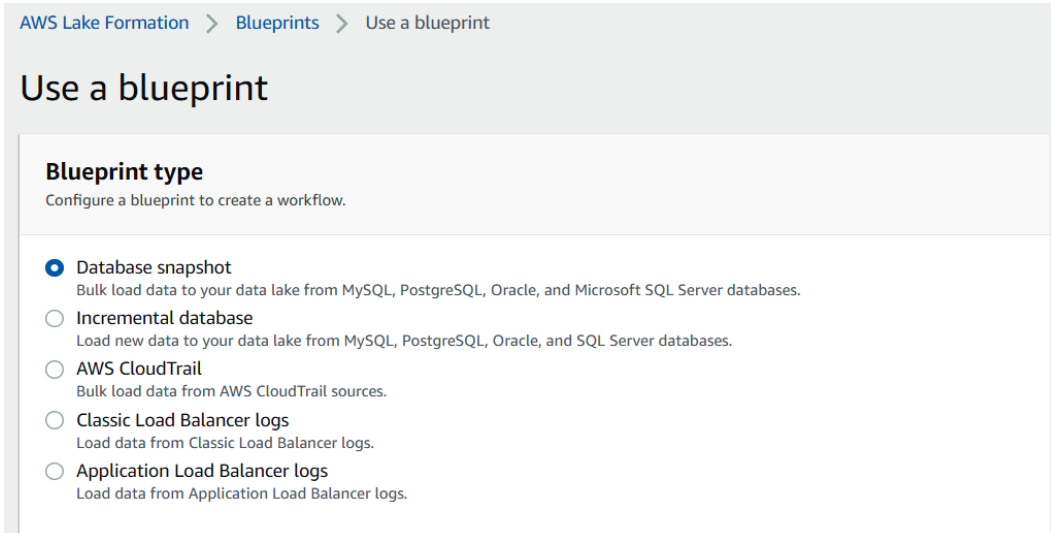 AWS Lake Formation > Blueprints > Use a blueprint
Use a blueprint
Blueprint type
Configure a blueprint to create a workflow.
Database snapshot
Bulk load data to your data lake from MySQL, PostgreSQL, Oracle, and Microsoft SQL Server databases.
Incremental database
Load new data to your data lake from MySQL, PostgreSQL, Oracle, and SQL Server databases.
AWS CloudTrail
Bulk load data from AWS CloudTrail sources.
Classic Load Balancer logs
Load data from Classic Load Balancer logs.
Application Load Balancer logs
Load data from Application Load Balancer logs.